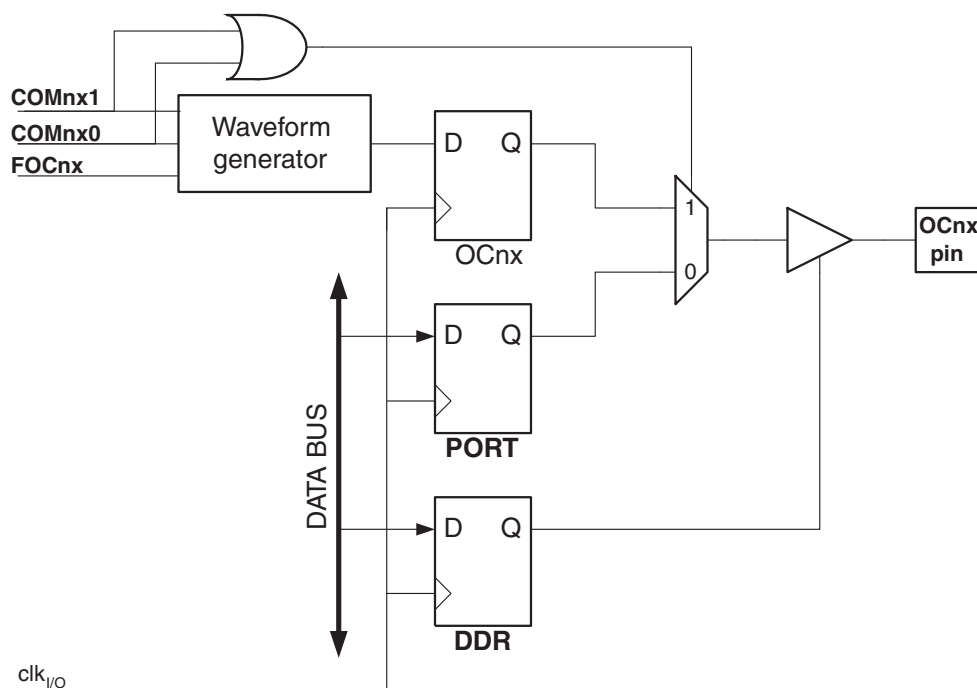 COMnx1
COMnx0
FOCnx
Waveform
generator
D Q
OCnx
1
0
OCnx
pin
D Q
PORT
DATA BUS
D Q
DDR
clkI/O